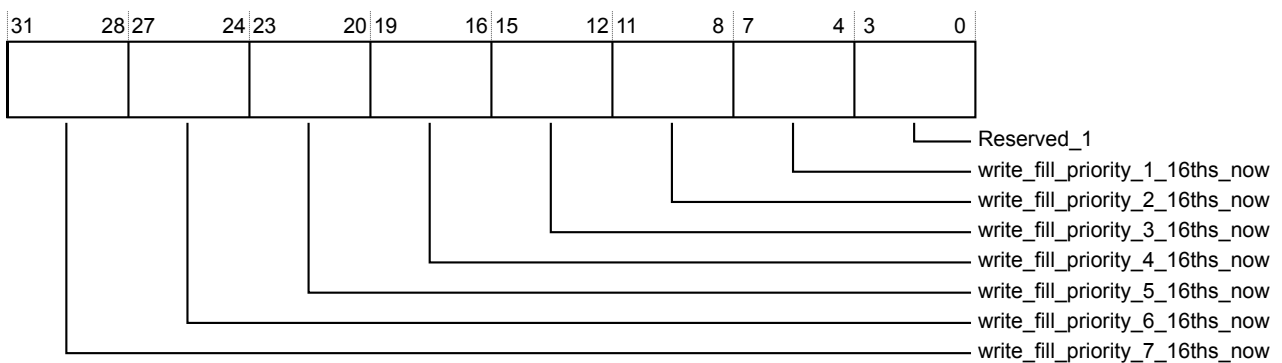 31 28 27 24 23 20 19 16 15 12 11 8 7 4 3 0
Reserved_1
write_fill_priority_1_16ths_now
write_fill_priority_2_16ths_now
write_fill_priority_3_16ths_now
write_fill_priority_4_16ths_now
write_fill_priority_5_16ths_now
write_fill_priority_6_16ths_now
write_fill_priority_7_16ths_now